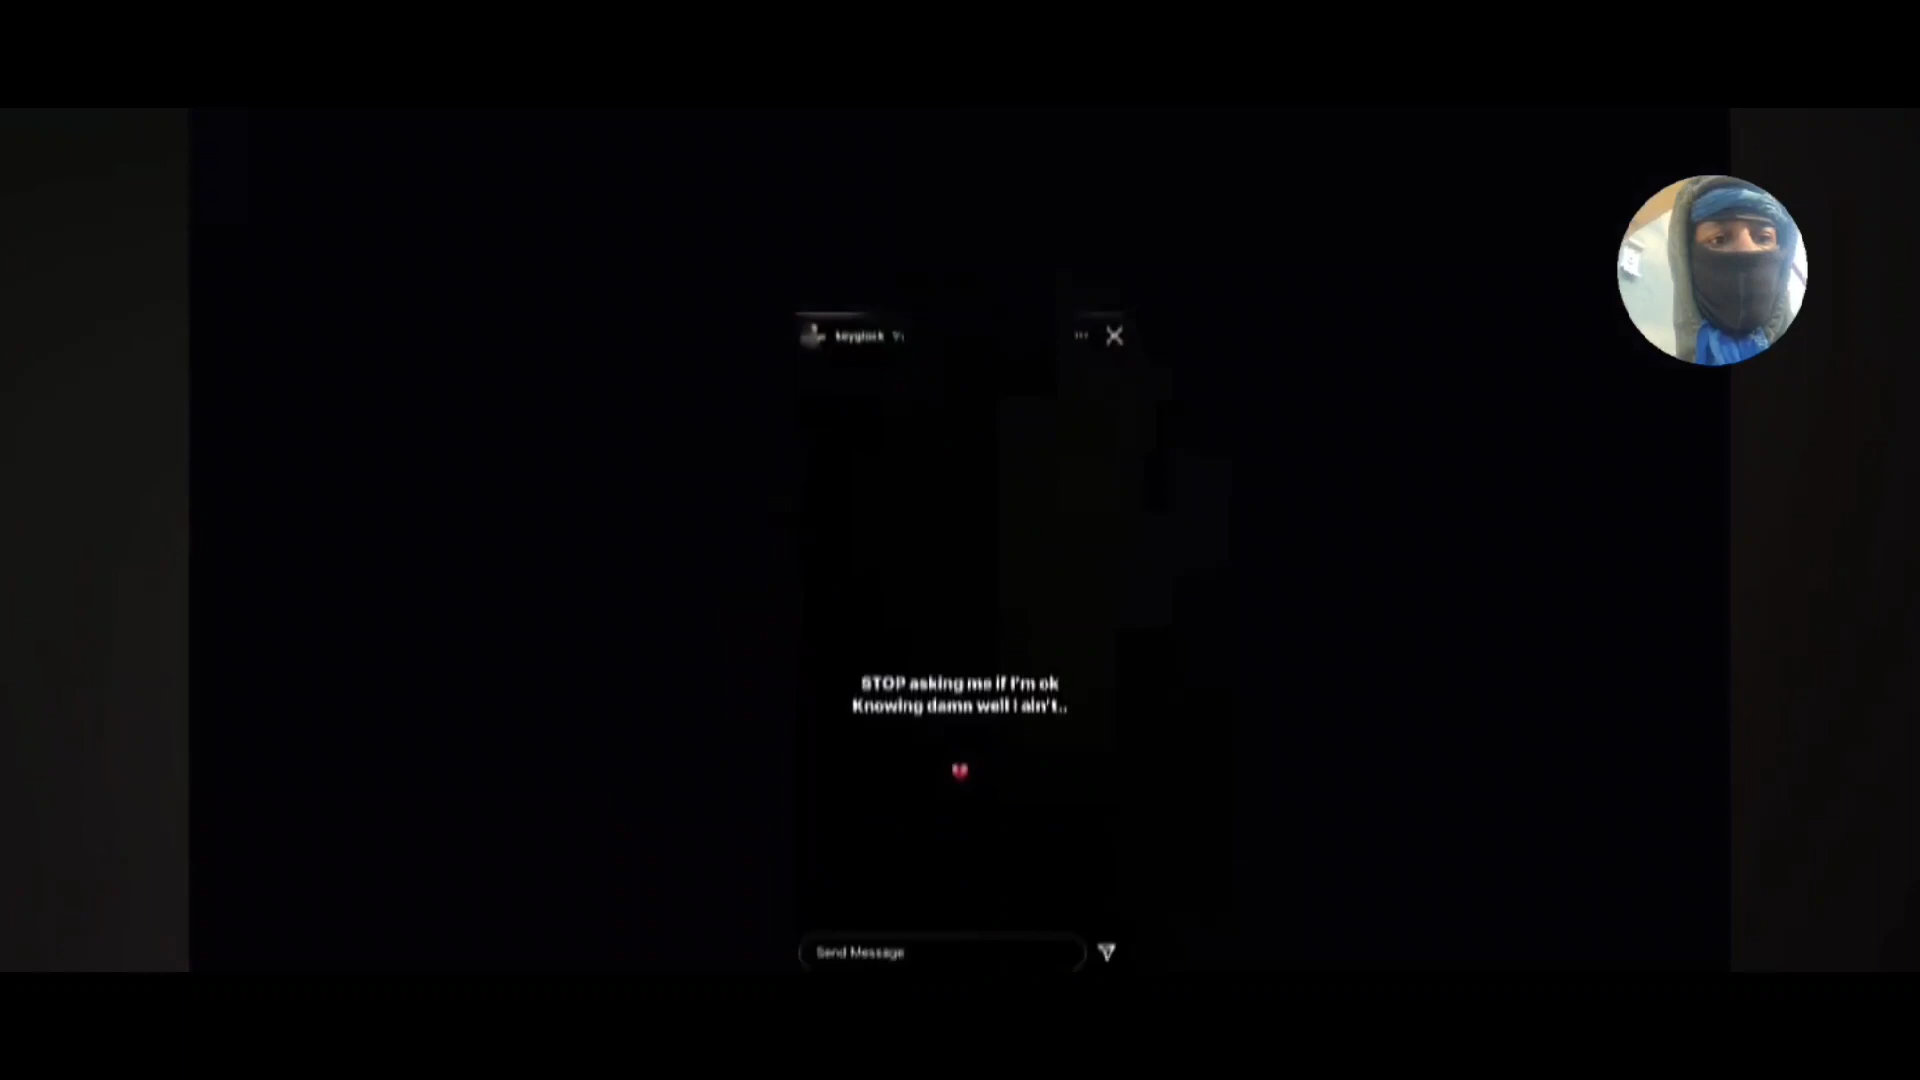 keyglock
STOP asking me if I'm ok
Knowing damn well I ain't..
Send Message